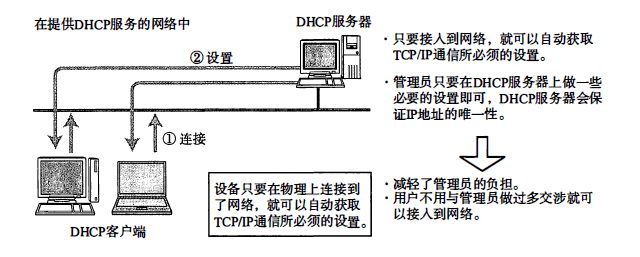 在提供DHCP服务的网络中
DHCP服务器
② 设置
① 连接
DHCP客户端
设备只要在物理上连接到
了网络，就可以自动获取
TCP/IP通信所必须的设置。
· 只要接入到网络，就可以自动获取
TCP/IP通信所必须的设置。
· 管理员只要在DHCP服务器上做一些
必要的设置即可，DHCP服务器会保
证IP地址的唯一性。
· 减轻了管理员的负担。
· 用户不用与管理员做过多交涉就可
以接入到网络。